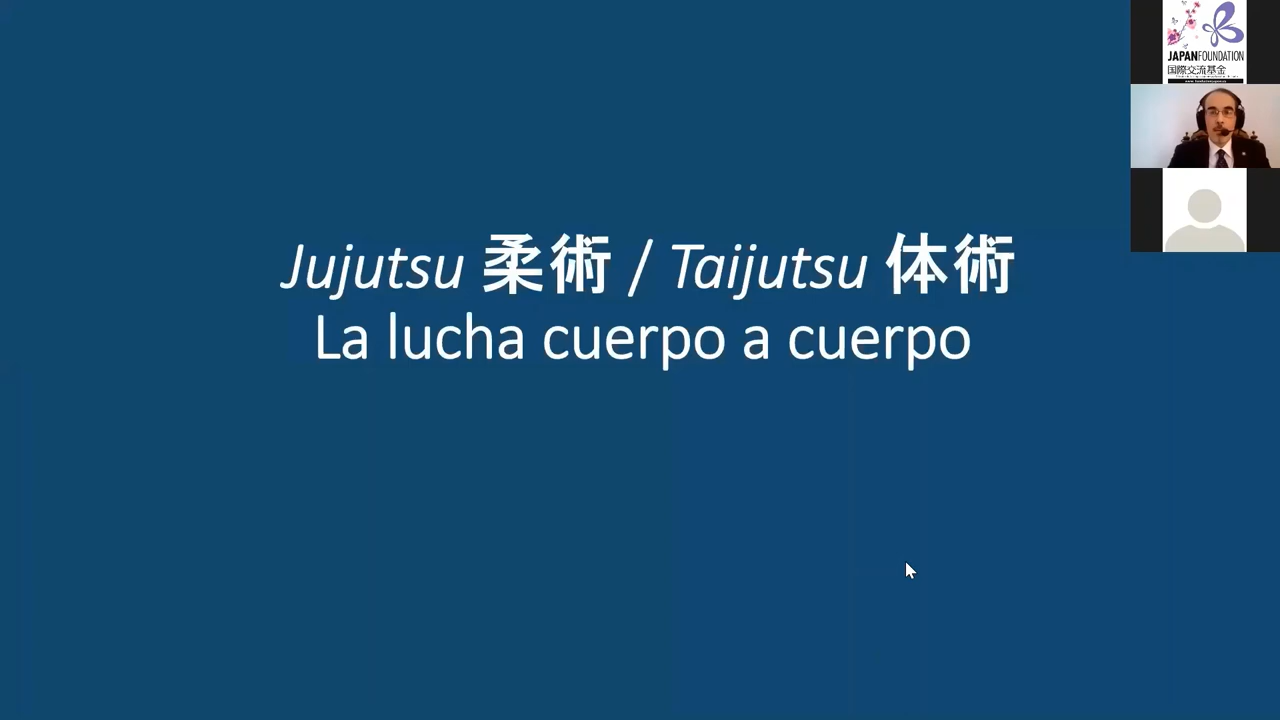 Jujutsu 柔術 / Taijutsu 体術
La lucha cuerpo a cuerpo
JAPANFOUNDATION
国際交流基金